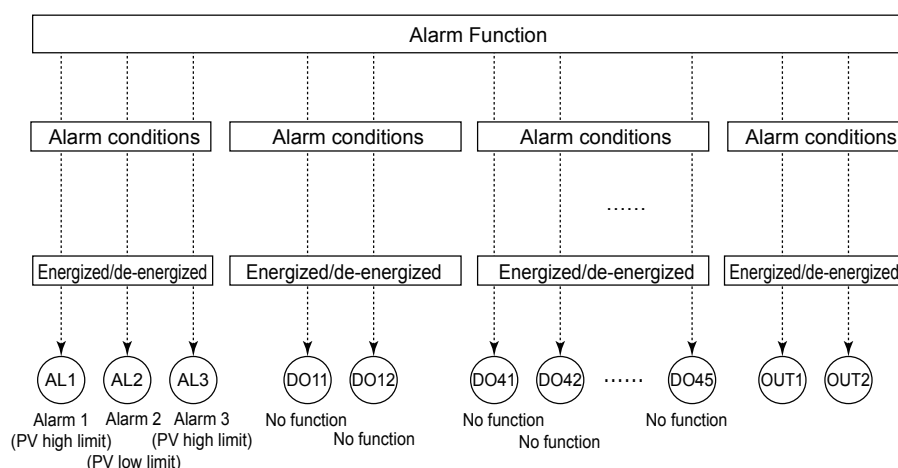 Alarm Function
Alarm conditions Alarm conditions Alarm conditions Alarm conditions
......
Energized/de-energized Energized/de-energized Energized/de-energized Energized/de-energized
AL1 AL2 AL3 DO11 DO12 DO41 DO42 ...... DO45 OUT1 OUT2
Alarm 1 Alarm 2 Alarm 3 No function No function No function
(PV high limit) (PV high limit) No function No function
(PV low limit)